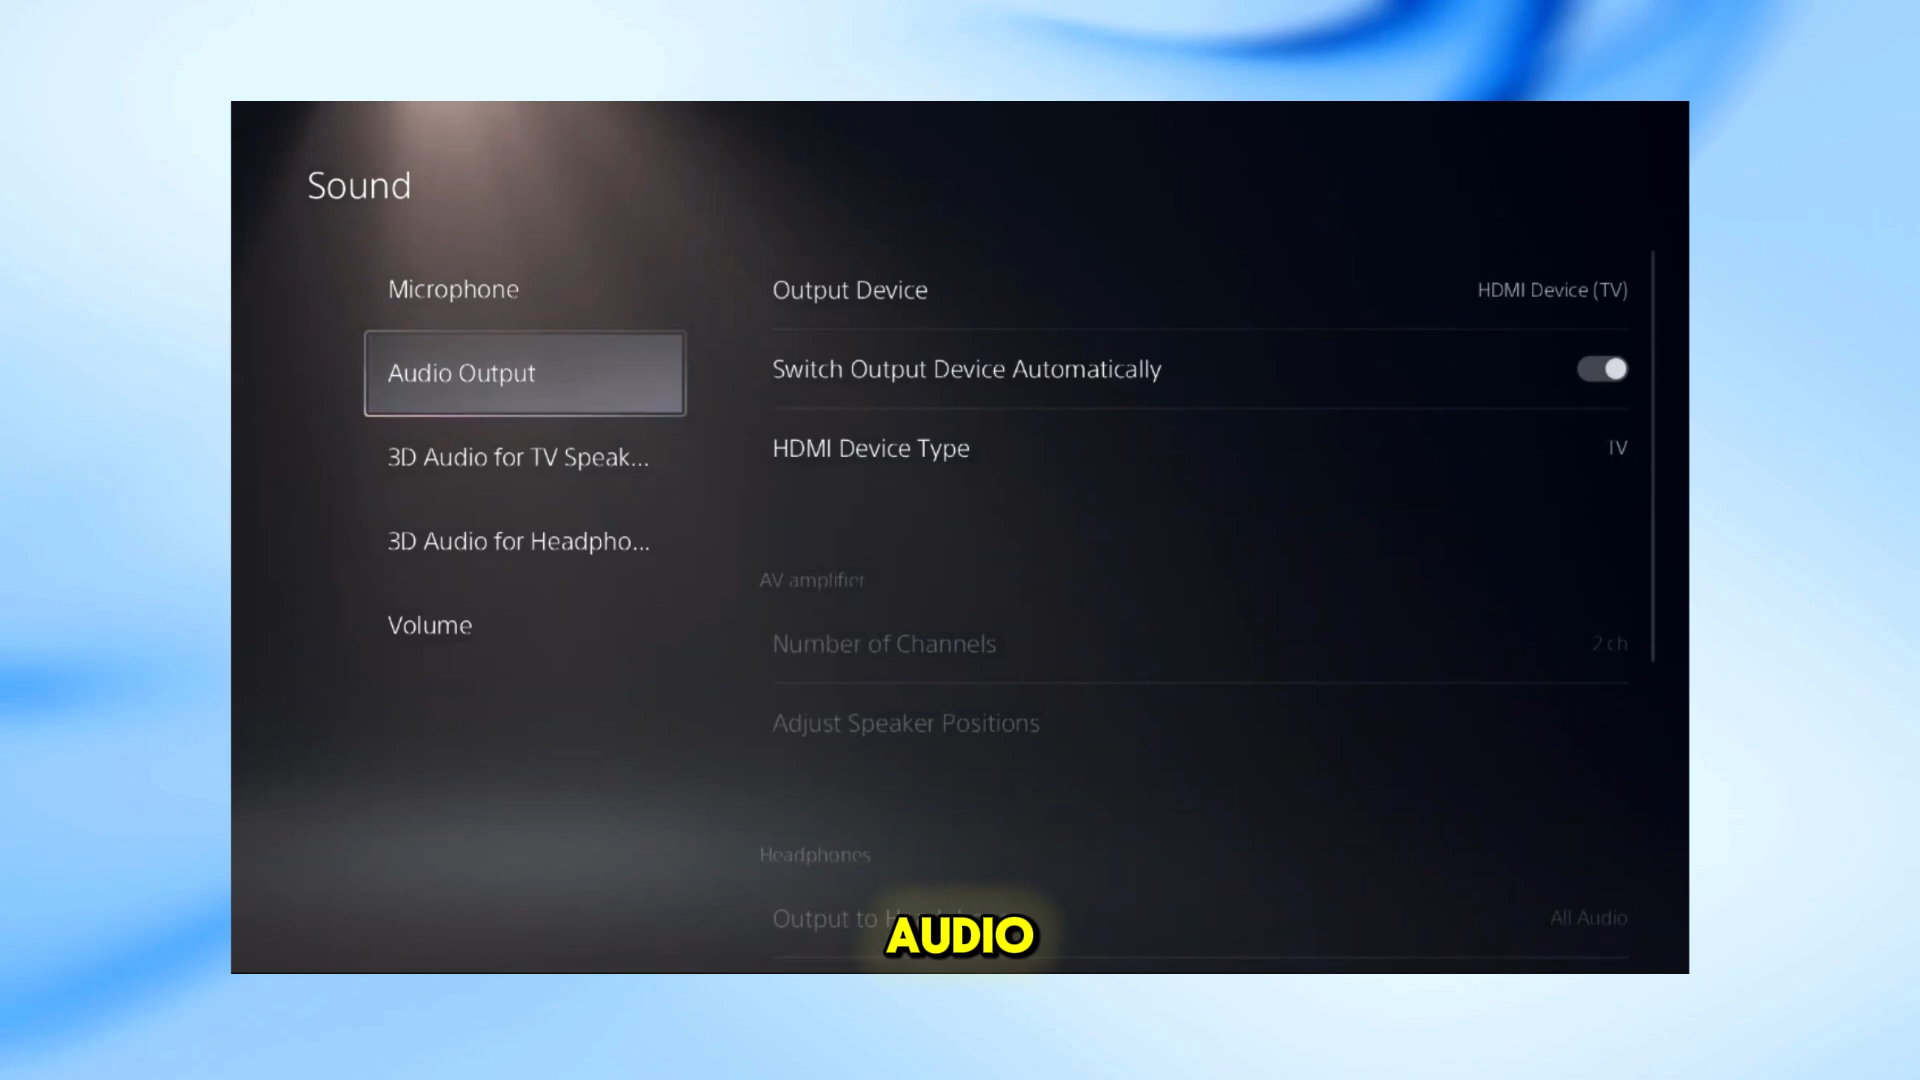 Sound
Microphone
Audio Output
3D Audio for TV Speak...
3D Audio for Headpho...
Volume
Output Device
HDMI Device (TV)
Switch Output Device Automatically
HDMI Device Type
TV
AV amplifier
Number of Channels
2 ch
Adjust Speaker Positions
Headphones
Output to
All Audio
AUDIO